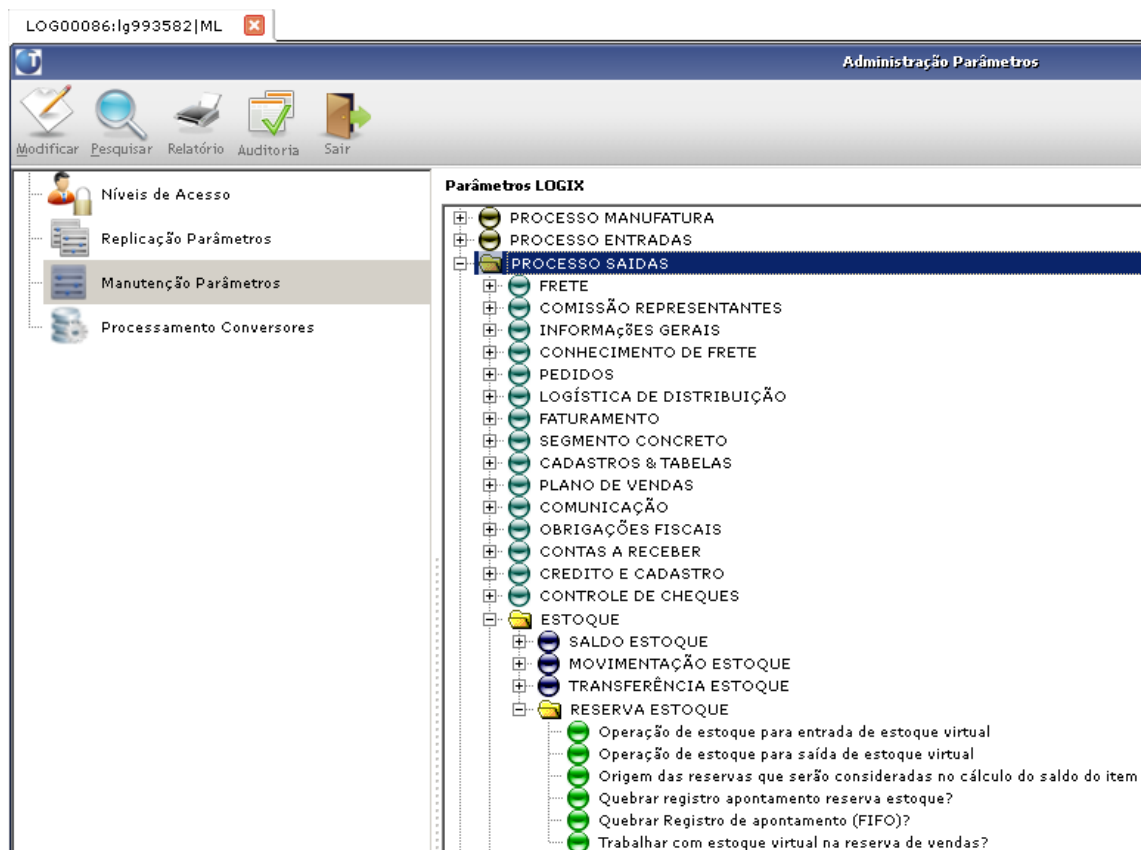 LOG00086:lg993582|ML
Administração Parâmetros
Modificar Pesquisar Relatório Auditoria Sair
Níveis de Acesso
Replicação Parâmetros
Manutenção Parâmetros
Processamento Conversores
Parâmetros LOGIX
PROCESSO MANUFATURA
PROCESSO ENTRADAS
PROCESSO SAIDAS
FRETE
COMISSÃO REPRESENTANTES
INFORMAçõES GERAIS
CONHECIMENTO DE FRETE
PEDIDOS
LOGÍSTICA DE DISTRIBUIÇÃO
FATURAMENTO
SEGMENTO CONCRETO
CADASTROS & TABELAS
PLANO DE VENDAS
COMUNICAÇÃO
OBRIGAÇÕES FISCAIS
CONTAS A RECEBER
CREDITO E CADASTRO
CONTROLE DE CHEQUES
ESTOQUE
SALDO ESTOQUE
MOVIMENTAÇÃO ESTOQUE
TRANSFERÊNCIA ESTOQUE
RESERVA ESTOQUE
Operação de estoque para entrada de estoque virtual
Operação de estoque para saída de estoque virtual
Origem das reservas que serão consideradas no cálculo do saldo do item
Quebrar registro apontamento reserva estoque?
Quebrar Registro de apontamento (FIFO)?
Trabalhar com estoque virtual na reserva de vendas?